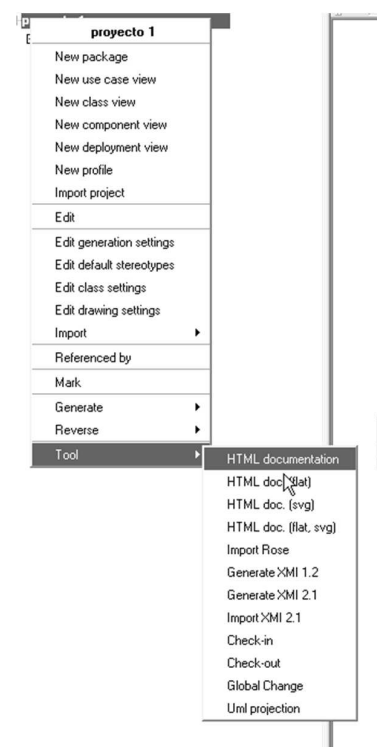 proyecto 1
New package
New use case view
New class view
New component view
New deployment view
New profile
Import project
Edit
Edit generation settings
Edit default stereotypes
Edit class settings
Edit drawing settings
Import
Referenced by
Mark
Generate
Reverse
Tool
HTML documentation
HTML doc. (flat)
HTML doc. (svg)
HTML doc. (flat, svg)
Import Rose
Generate XMI 1.2
Generate XMI 2.1
Import XMI 2.1
Check-in
Check-out
Global Change
Uml projection